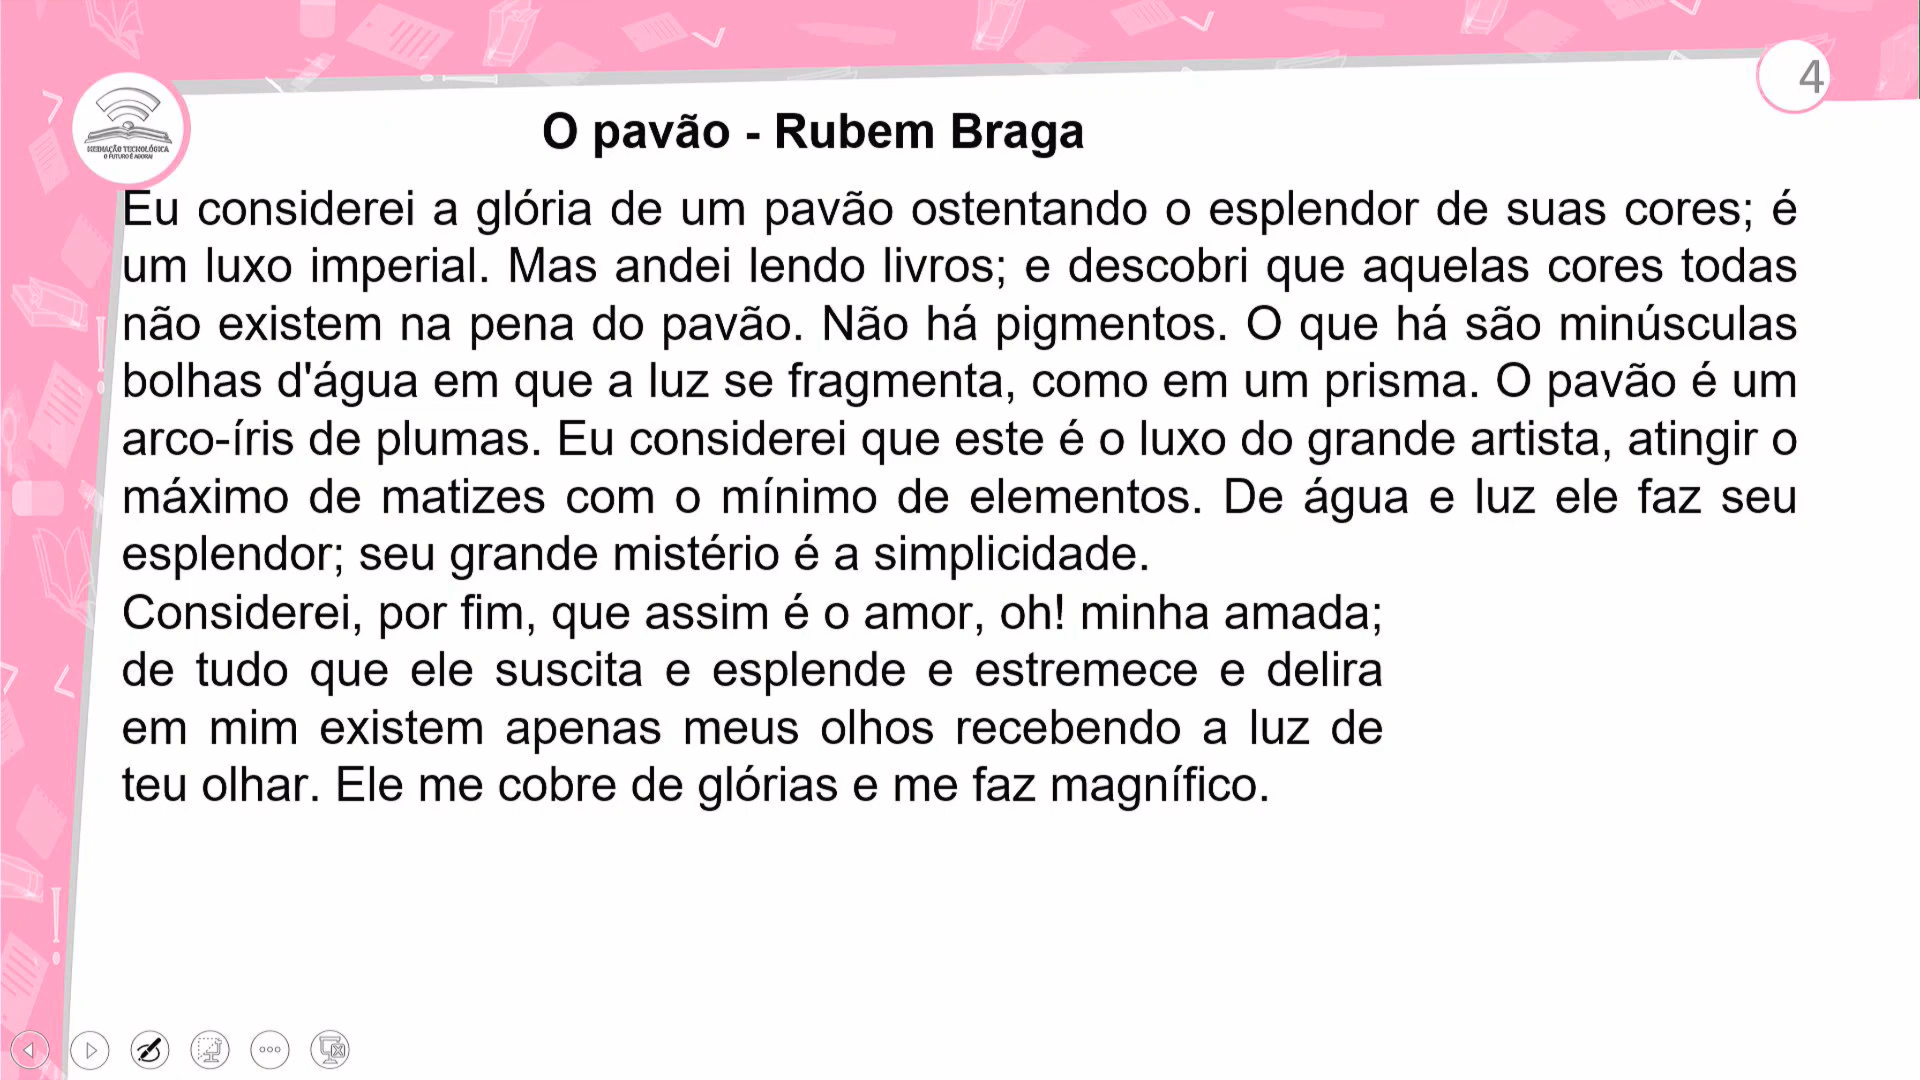 4
MEDIAÇÃO TECNOLÓGICA
O FUTURO É AGORA!
O pavão - Rubem Braga
Eu considerei a glória de um pavão ostentando o esplendor de suas cores; é
um luxo imperial. Mas andei lendo livros; e descobri que aquelas cores todas
não existem na pena do pavão. Não há pigmentos. O que há são minúsculas
bolhas d'água em que a luz se fragmenta, como em um prisma. O pavão é um
arco-íris de plumas. Eu considerei que este é o luxo do grande artista, atingir o
máximo de matizes com o mínimo de elementos. De água e luz ele faz seu
esplendor; seu grande mistério é a simplicidade.
Considerei, por fim, que assim é o amor, oh! minha amada;
de tudo que ele suscita e esplende e estremece e delira
em mim existem apenas meus olhos recebendo a luz de
teu olhar. Ele me cobre de glórias e me faz magnífico.